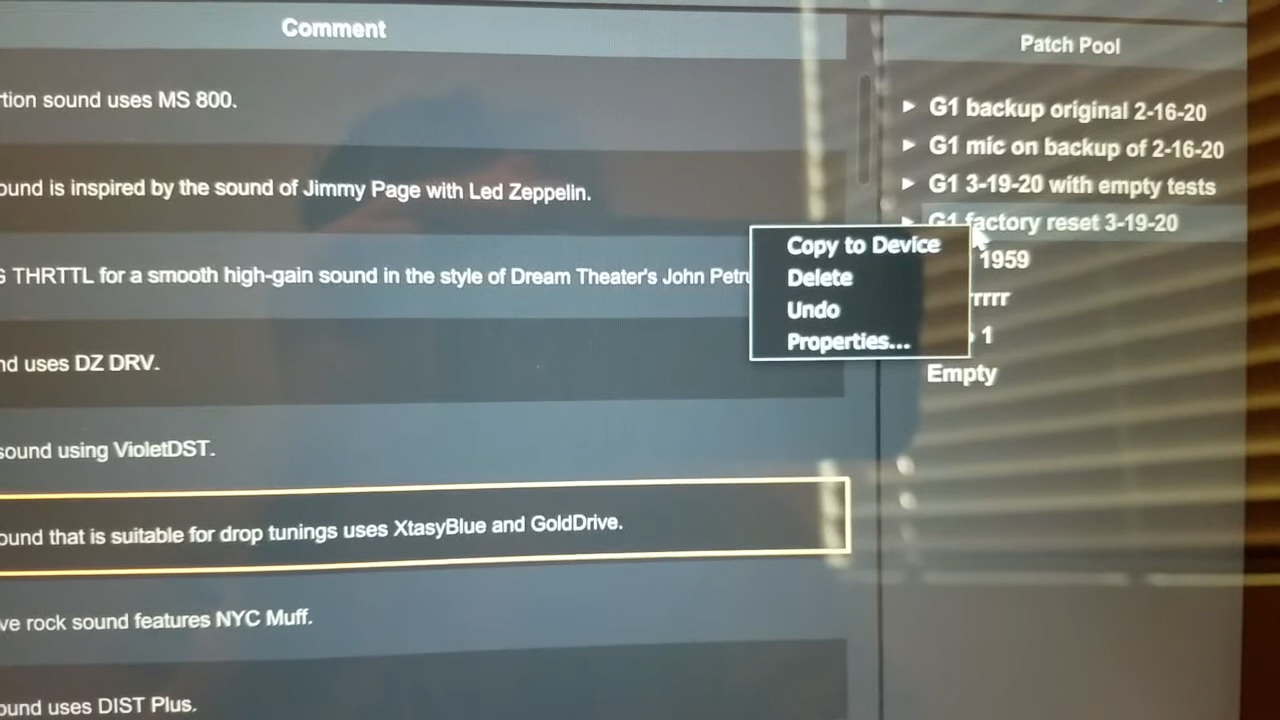 Comment
rtion sound uses MS 800.
ound is inspired by the sound of Jimmy Page with Led Zeppelin.
THRTTL for a smooth high-gain sound in the style of Dream Theater's John Petru
nd uses DZ DRV.
sound using VioletDST.
ound that is suitable for drop tunings uses XtasyBlue and GoldDrive.
ve rock sound features NYC Muff.
ound uses DIST Plus.
Patch Pool
G1 backup original 2-16-20
G1 mic on backup of 2-16-20
G1 3-19-20 with empty tests
G1 factory reset 3-19-20
1959
rrrr
1
Empty
Copy to Device
Delete
Undo
Properties...